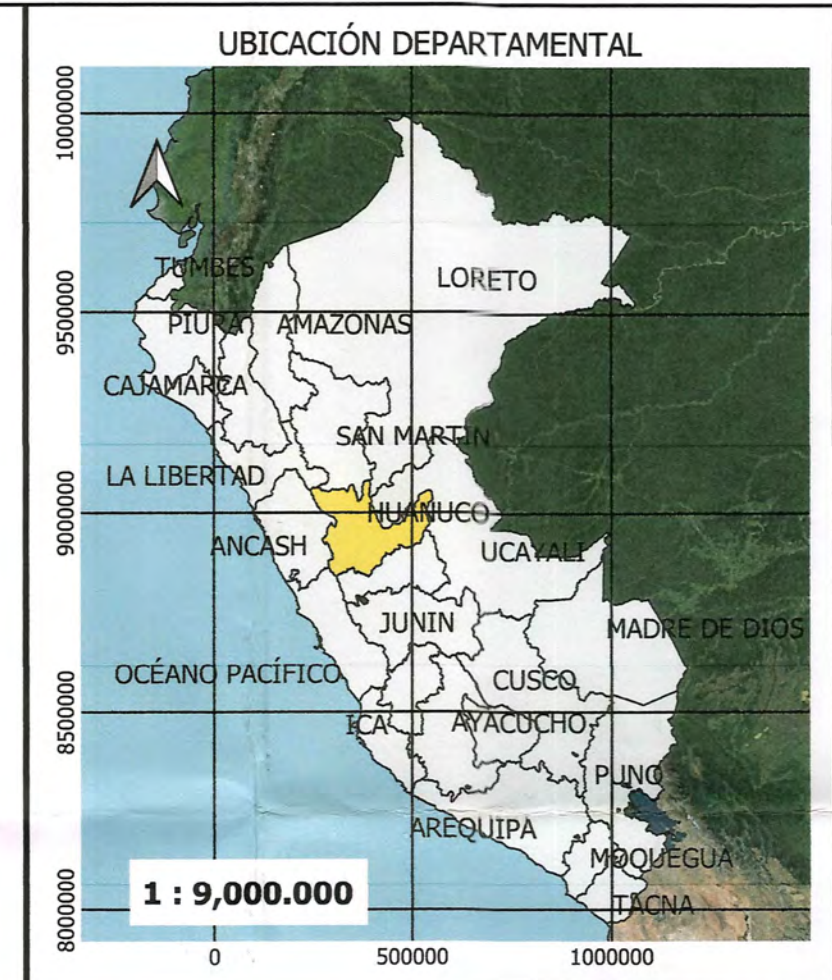 UBICACIÓN DEPARTAMENTAL
10000000
9500000
9000000
8500000
8000000
TUMBES
LORETO
PIURA
AMAZONAS
CAJAMARCA
SAN MARTIN
LA LIBERTAD
HUANUCO
ANCASH
UCAYALI
JUNIN
MADRE DE DIOS
OCÉANO PACÍFICO
CUSCO
ICA
AYACUCHO
PUNO
AREQUIPA
MOQUEGUA
TACNA
1 : 9,000.000
0
500000
1000000